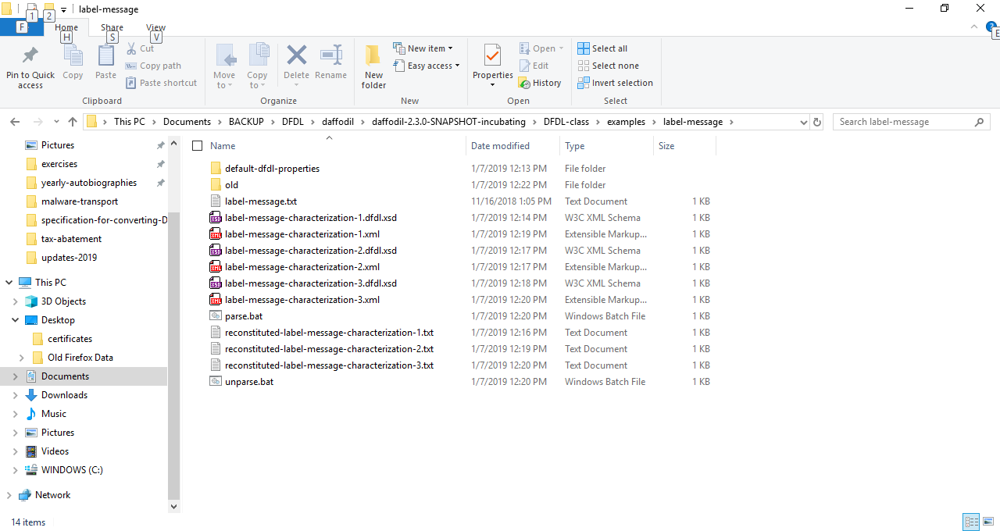 label-message
1 2
F Home Share View
H S V
E
Pin to Quick access
Copy
Paste
Cut
Copy path
Paste shortcut
Move to
Copy to
Delete
Rename
New folder
New item
Easy access
Properties
Open
Edit
History
Select all
Select none
Invert selection
Clipboard Organize New Open Select
This PC > Documents > BACKUP > DFDL > daffodil > daffodil-2.3.0-SNAPSHOT-incubating > DFDL-class > examples > label-message >
Search label-message
Pictures
exercises
yearly-autobiographies
malware-transport
specification-for-converting-D
tax-abatement
updates-2019
This PC
3D Objects
Desktop
certificates
Old Firefox Data
Documents
Downloads
Music
Pictures
Videos
WINDOWS (C:)
Network
Name Date modified Type Size
default-dfdl-properties 1/7/2019 12:13 PM File folder
old 1/7/2019 12:22 PM File folder
label-message.txt 11/16/2018 1:05 PM Text Document 1 KB
label-message-characterization-1.dfdl.xsd 1/7/2019 12:14 PM W3C XML Schema 1 KB
label-message-characterization-1.xml 1/7/2019 12:19 PM Extensible Markup... 1 KB
label-message-characterization-2.dfdl.xsd 1/7/2019 12:17 PM W3C XML Schema 1 KB
label-message-characterization-2.xml 1/7/2019 12:17 PM Extensible Markup... 1 KB
label-message-characterization-3.dfdl.xsd 1/7/2019 12:18 PM W3C XML Schema 1 KB
label-message-characterization-3.xml 1/7/2019 12:20 PM Extensible Markup... 1 KB
parse.bat 1/7/2019 12:20 PM Windows Batch File 1 KB
reconstituted-label-message-characterization-1.txt 1/7/2019 12:16 PM Text Document 1 KB
reconstituted-label-message-characterization-2.txt 1/7/2019 12:19 PM Text Document 1 KB
reconstituted-label-message-characterization-3.txt 1/7/2019 12:20 PM Text Document 1 KB
unparse.bat 1/7/2019 12:20 PM Windows Batch File 1 KB
14 items